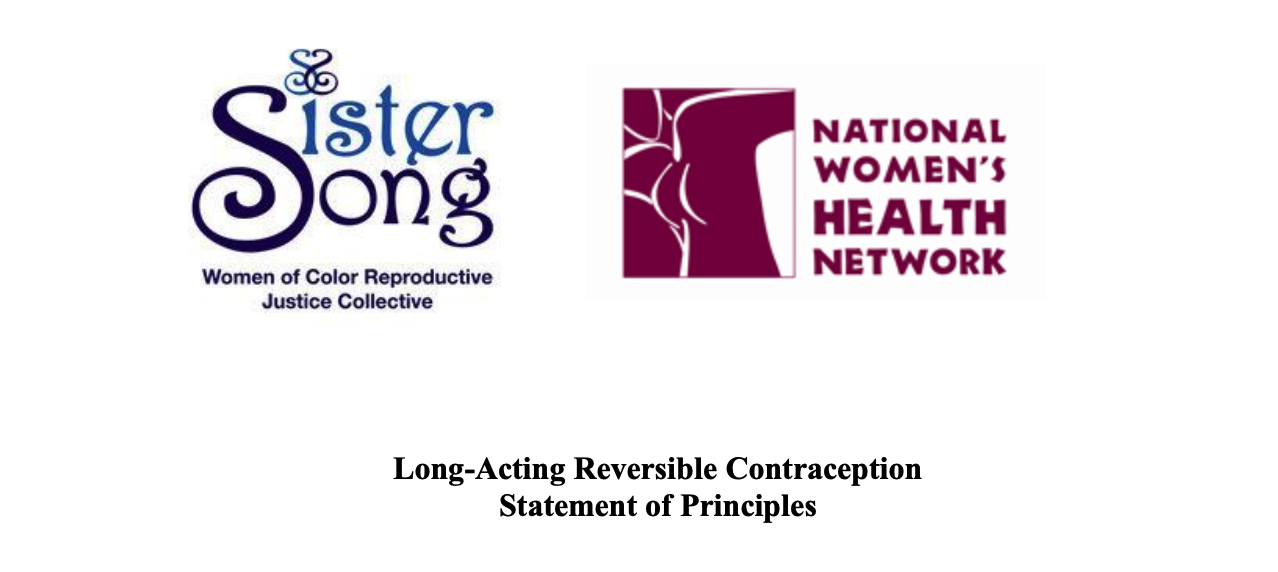 Sister
Song
Women of Color Reproductive
Justice Collective
NATIONAL
WOMEN'S
HEALTH
NETWORK
Long-Acting Reversible Contraception
Statement of Principles